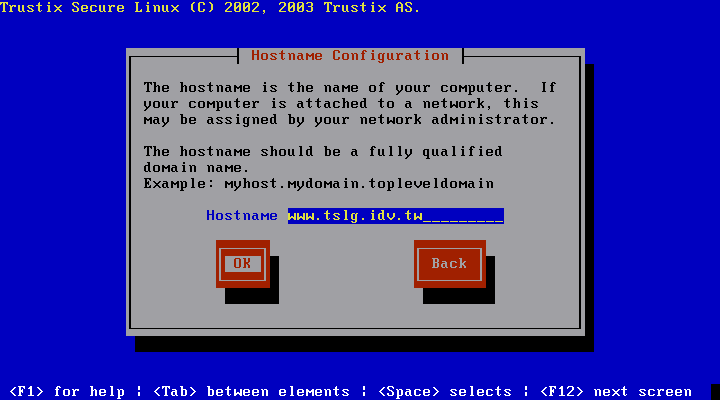 Trustix Secure Linux (C) 2002, 2003 Trustix AS.
Hostname Configuration
The hostname is the name of your computer.  If
your computer is attached to a network, this
may be assigned by your network administrator.
The hostname should be a fully qualified
domain name.
Example: myhost.mydomain.topleveldomain
Hostname www.tslg.idv.tw_________
OK Back
<F1> for help ¦ <Tab> between elements ¦ <Space> selects ¦ <F12> next screen